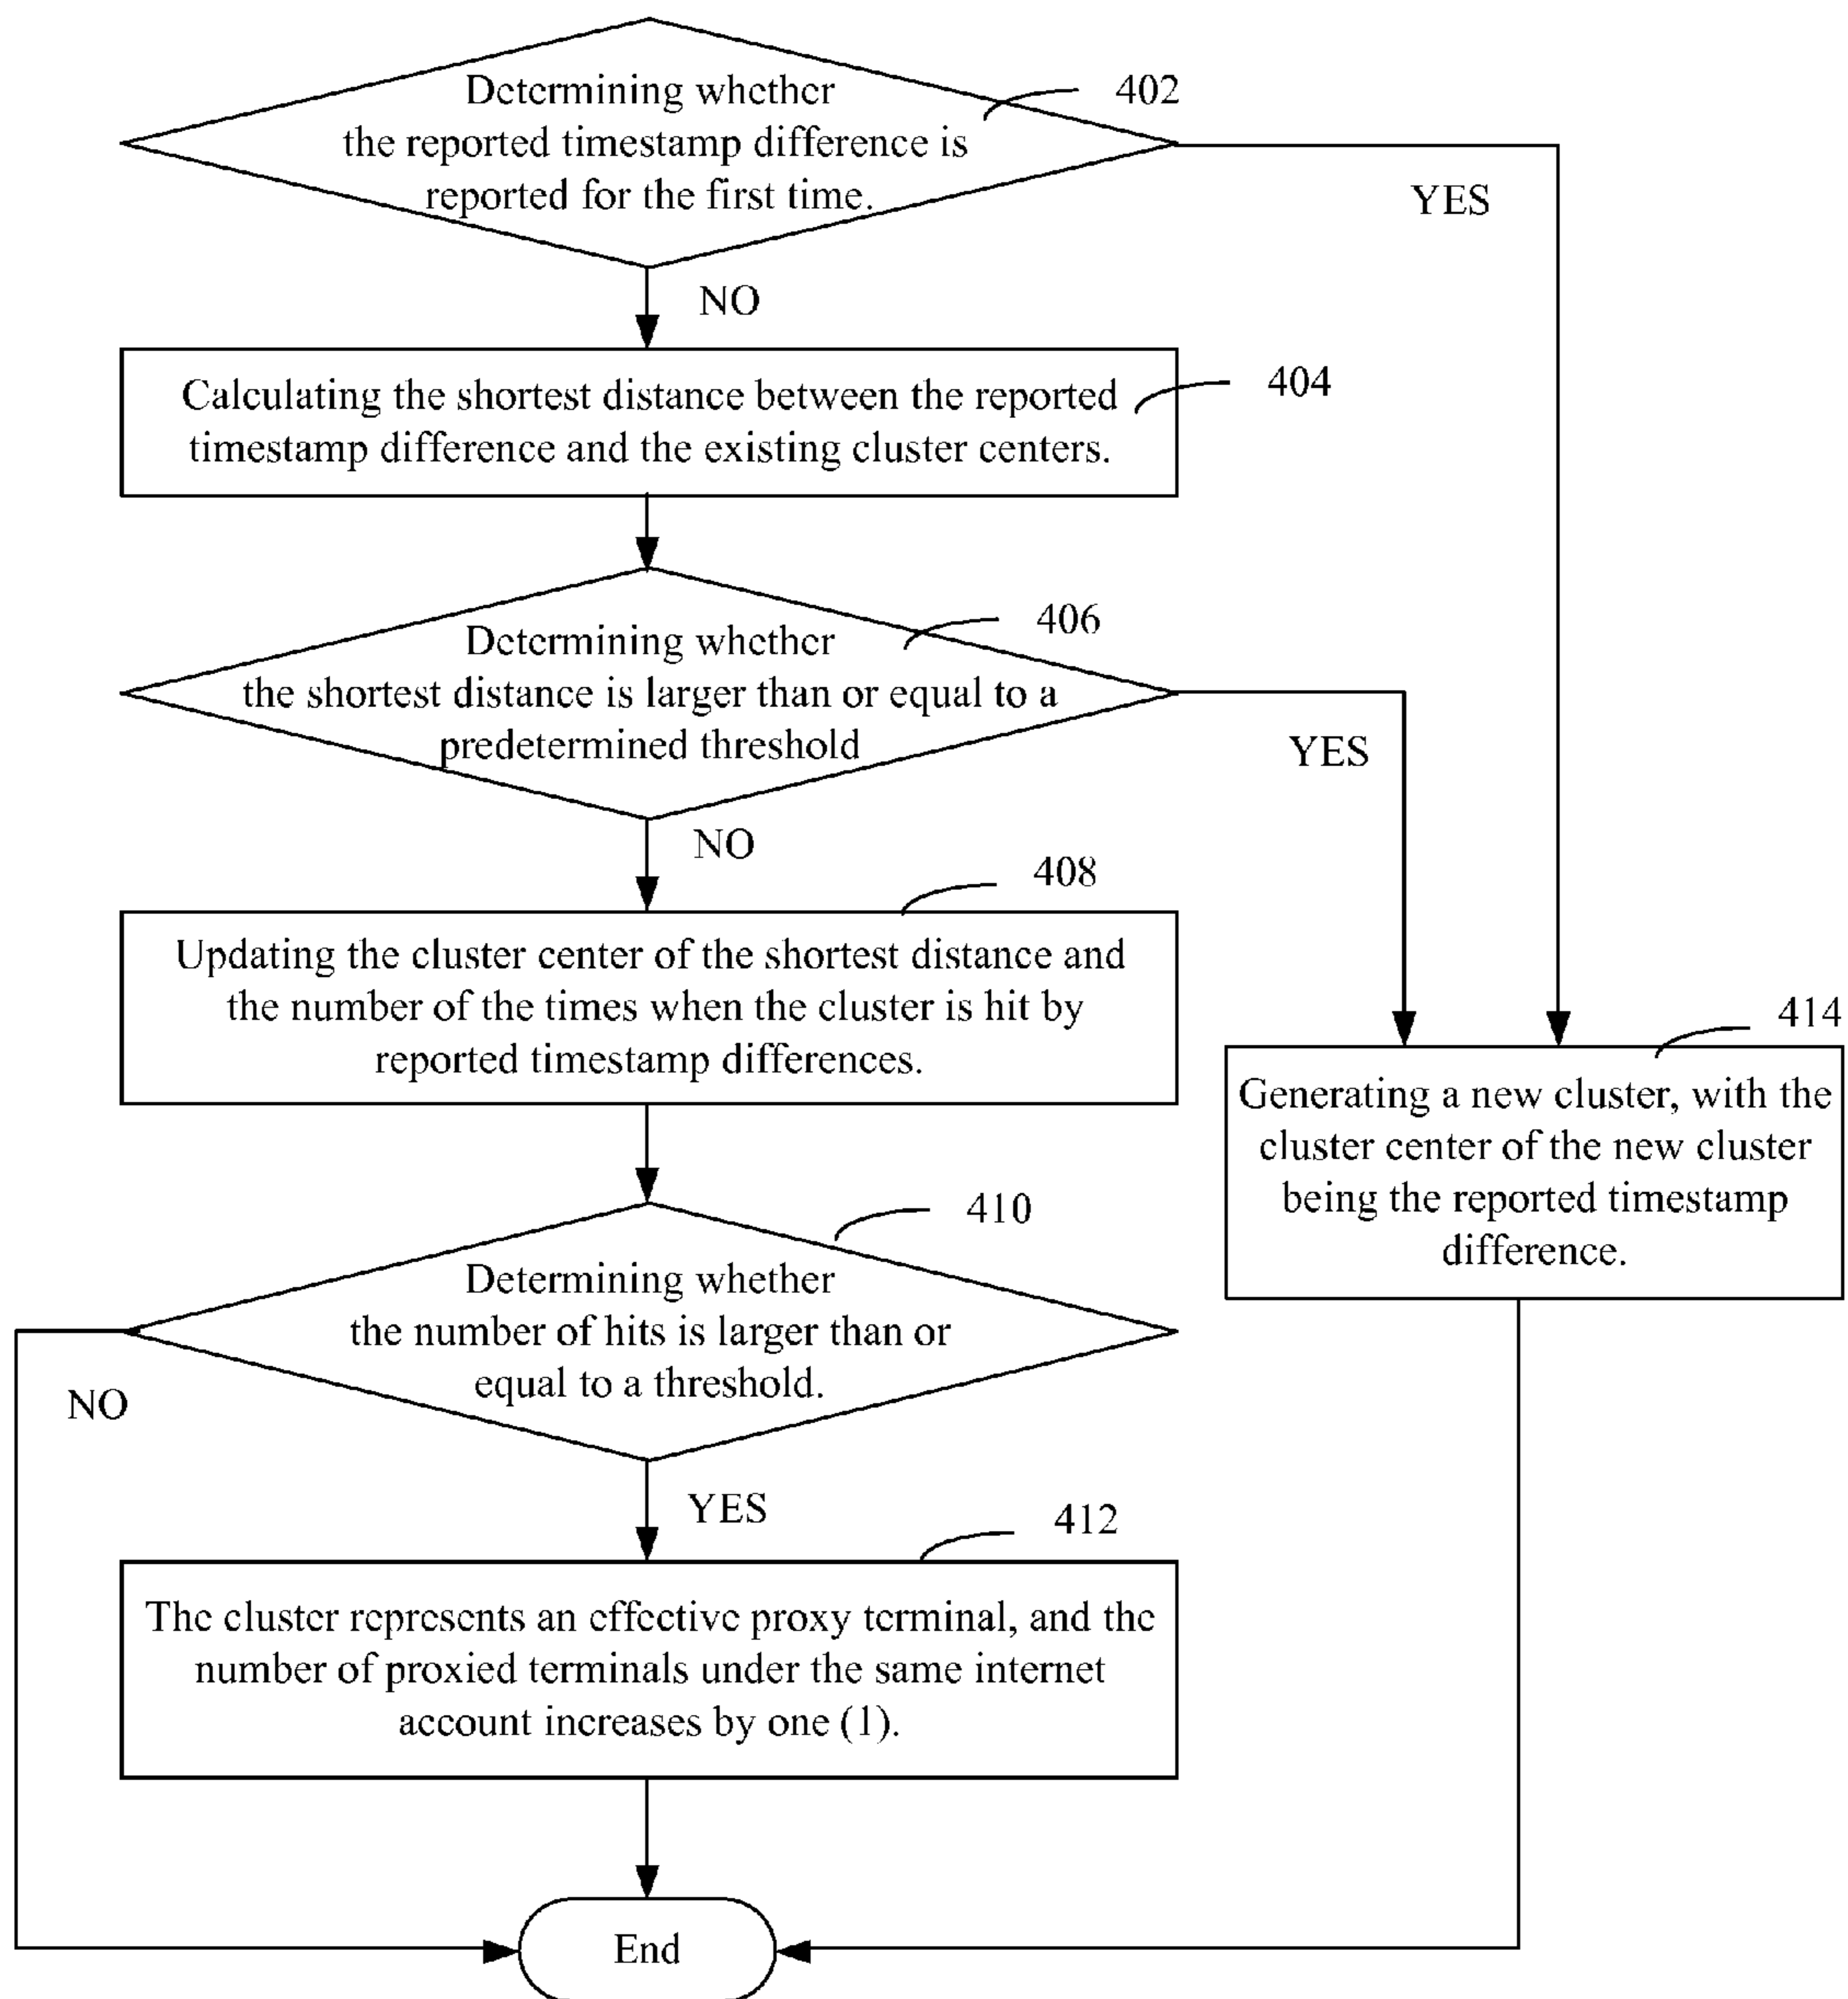 Determining whether
the reported timestamp difference is
reported for the first time.
402
YES
NO
Calculating the shortest distance between the reported
timestamp difference and the existing cluster centers.
404
Determining whether
the shortest distance is larger than or equal to a
predetermined threshold
406
YES
NO
408
Updating the cluster center of the shortest distance and
the number of the times when the cluster is hit by
reported timestamp differences.
414
Generating a new cluster, with the
cluster center of the new cluster
being the reported timestamp
difference.
410
Determining whether
the number of hits is larger than or
equal to a threshold.
NO
YES
412
The cluster represents an effective proxy terminal, and the
number of proxied terminals under the same internet
account increases by one (1).
End